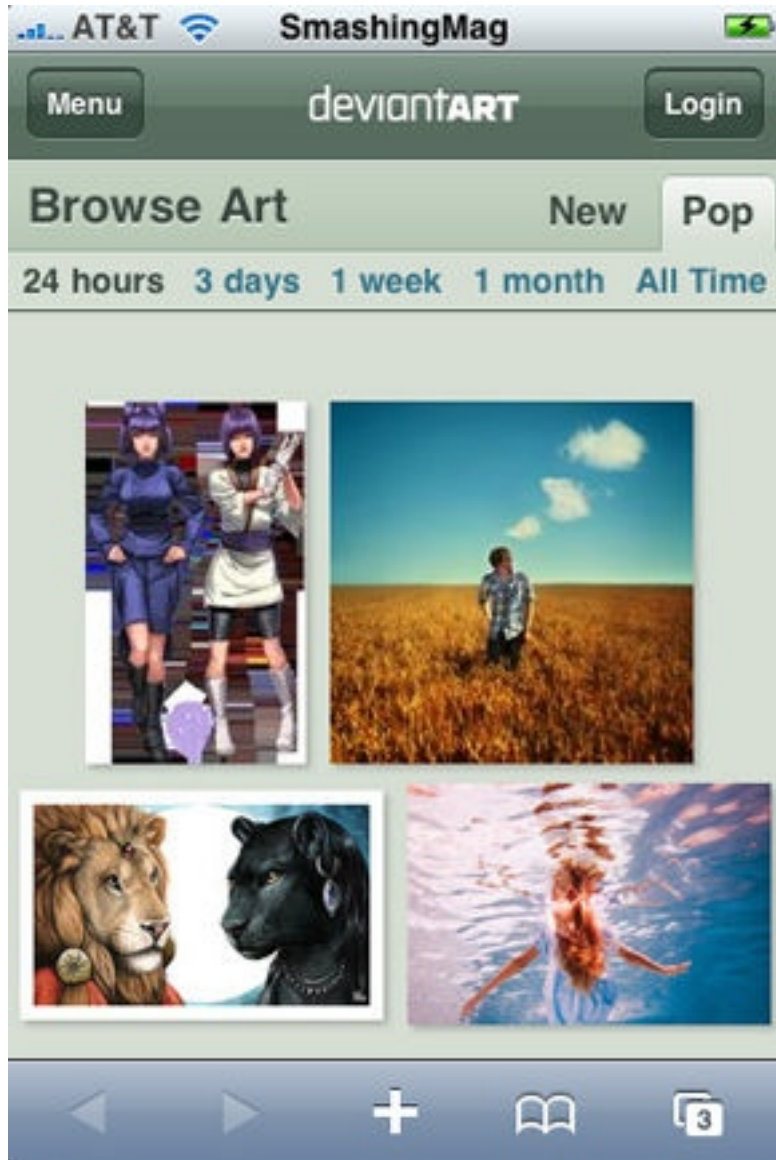 AT&T SmashingMag
Menu deviantART Login
Browse Art New Pop
24 hours 3 days 1 week 1 month All Time
3